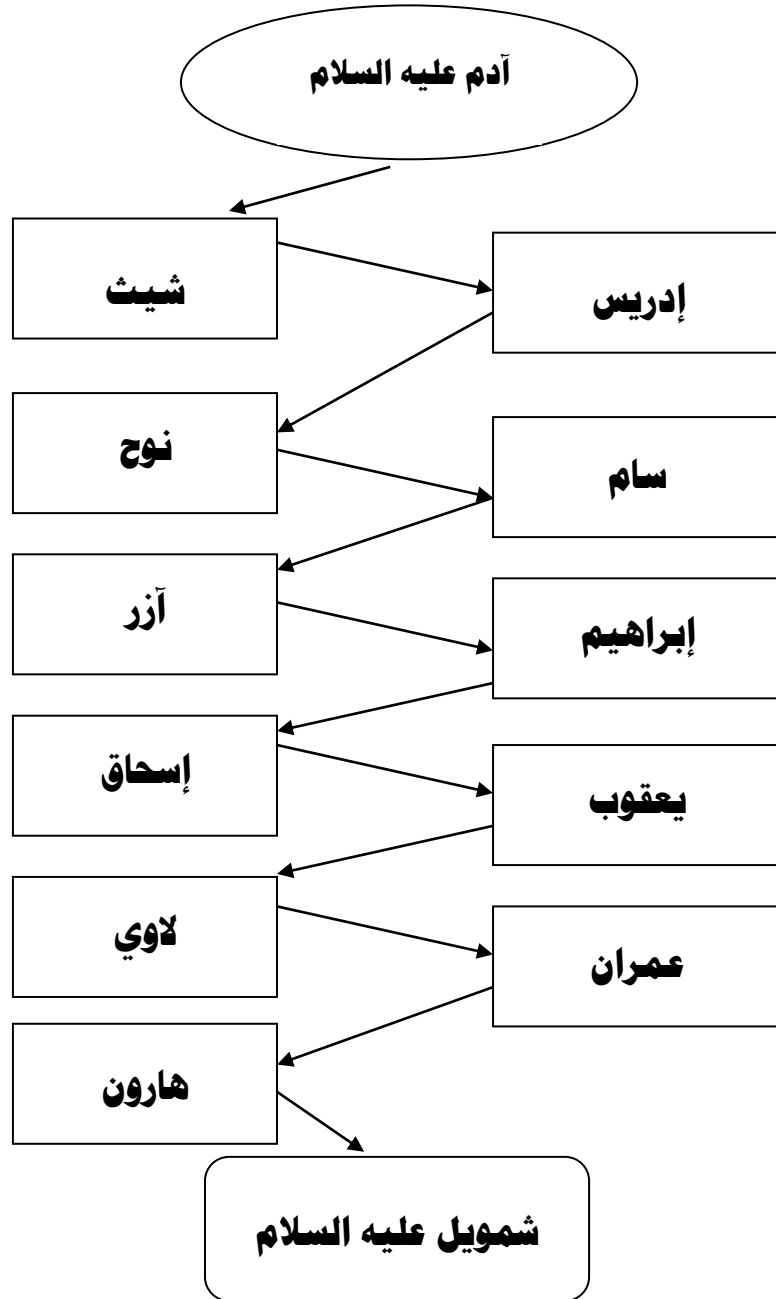 آدم عليه السلام
شيث
إدريس
نوح
سام
آزر
إبراهيم
إسحاق
يعقوب
لاوي
عمران
هارون
شمويل عليه السلام